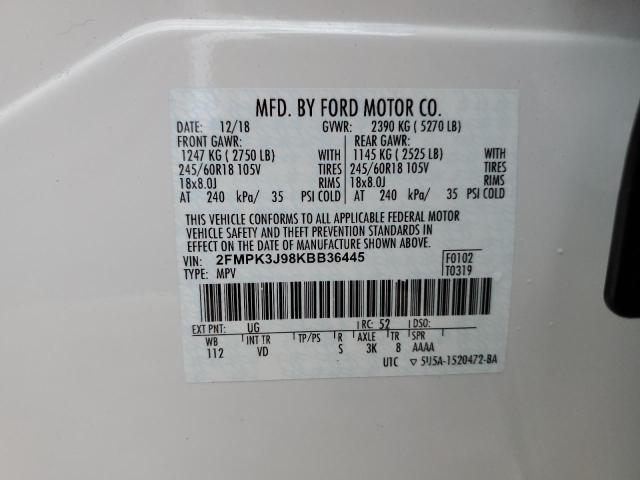 MFD. BY FORD MOTOR CO.
DATE: 12/18 GVWR: 2390 KG ( 5270 LB)
FRONT GAWR: REAR GAWR:
1247 KG ( 2750 LB) WITH 1145 KG ( 2525 LB) WITH
245/60R18 105V TIRES 245/60R18 105V TIRES
18x8.0J RIMS 18x8.0J RIMS
AT 240 kPa/ 35 PSI COLD AT 240 kPa/ 35 PSI COLD
THIS VEHICLE CONFORMS TO ALL APPLICABLE FEDERAL MOTOR
VEHICLE SAFETY AND THEFT PREVENTION STANDARDS IN
EFFECT ON THE DATE OF MANUFACTURE SHOWN ABOVE.
VIN: 2FMPK3J98KBB36445 F0102
TYPE: MPV T0319
EXT PNT: UG RC: 52 DSO:
WB INT TR TP/PS R AXLE TR SPR
112 VD S 3K 8 AAAA
UTC ▽ 5U5A-1520472-BA